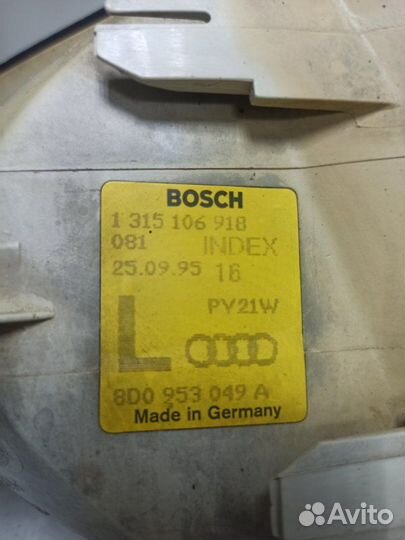 BOSCH
1 315 106 918
081 INDEX
25.09.95 16
PY21W
L
8D0 953 049 A
Made in Germany
Avito